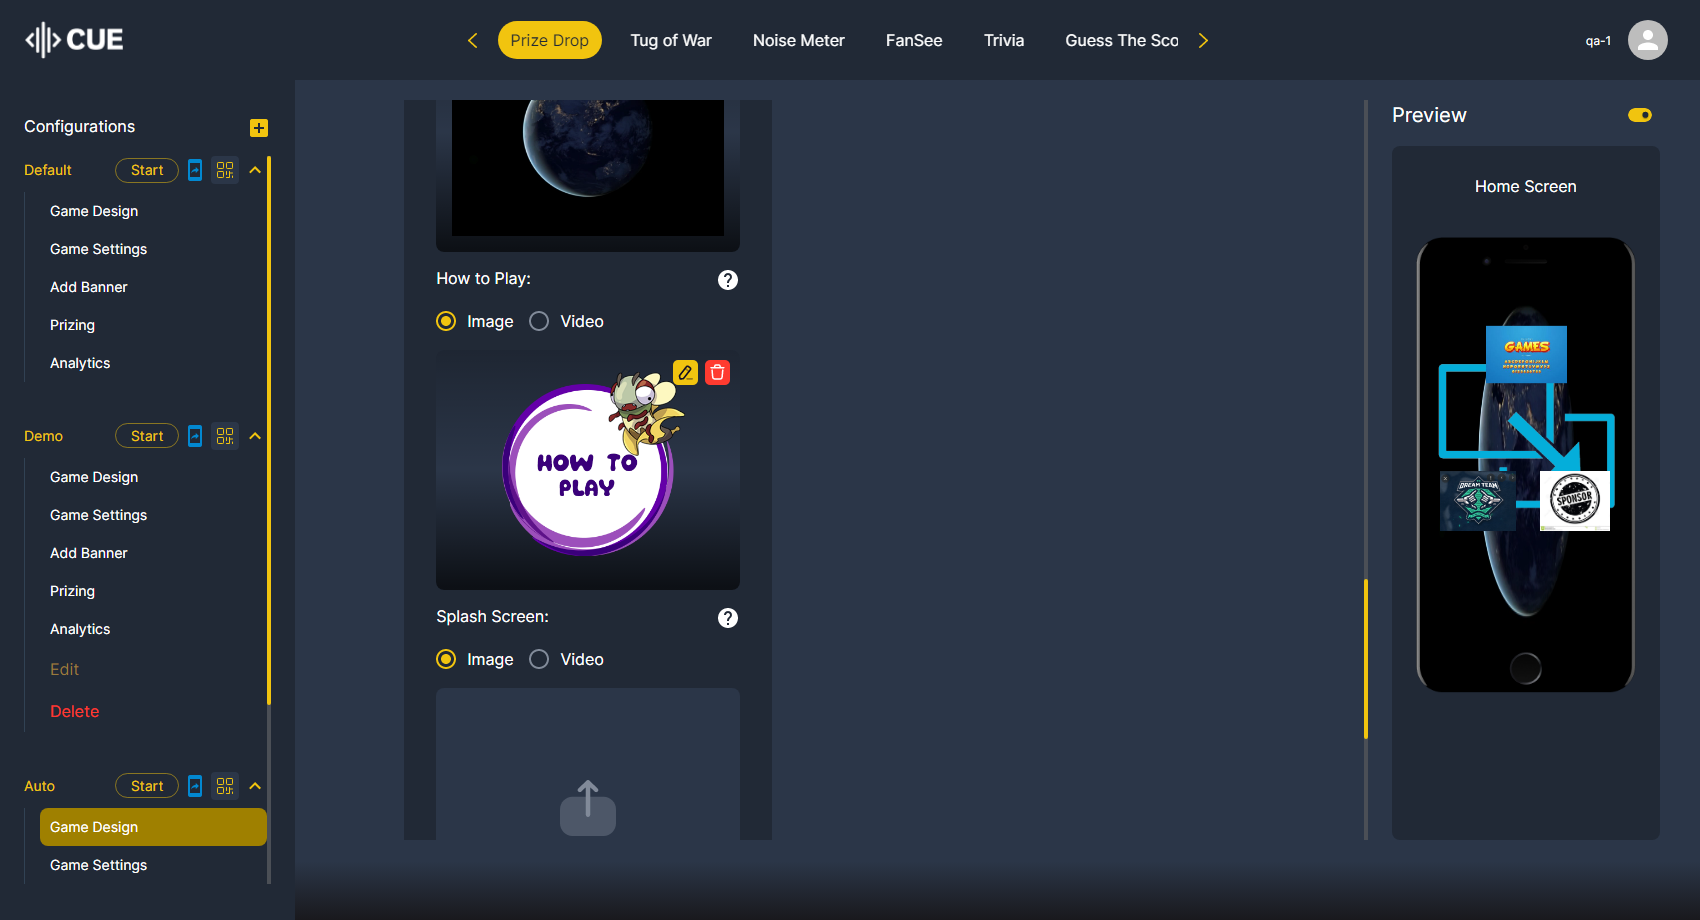 CUE
Prize Drop
Tug of War
Noise Meter
FanSee
Trivia
Guess The Sco
qa-1
Configurations
Default
Start
Game Design
Game Settings
Add Banner
Prizing
Analytics
Demo
Start
Game Design
Game Settings
Add Banner
Prizing
Analytics
Edit
Delete
Auto
Start
Game Design
Game Settings
How to Play:
Image
Video
HOW TO
PLAY
Splash Screen:
Image
Video
Preview
Home Screen
GAMES
DREAM TEAM
SPONSOR